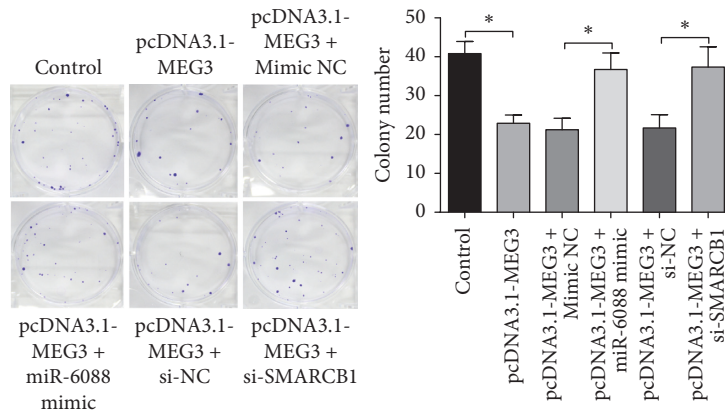 Control
pcDNA3.1-
MEG3
pcDNA3.1-
MEG3 +
Mimic NC
pcDNA3.1-
MEG3 +
miR-6088
mimic
pcDNA3.1-
MEG3 +
si-NC
pcDNA3.1-
MEG3 +
si-SMARCB1
Colony number
50
40
30
20
10
0
*
*
*
Control
pcDNA3.1-MEG3
pcDNA3.1-MEG3 +
Mimic NC
pcDNA3.1-MEG3 +
miR-6088 mimic
pcDNA3.1-MEG3 +
si-NC
pcDNA3.1-MEG3 +
si-SMARCB1